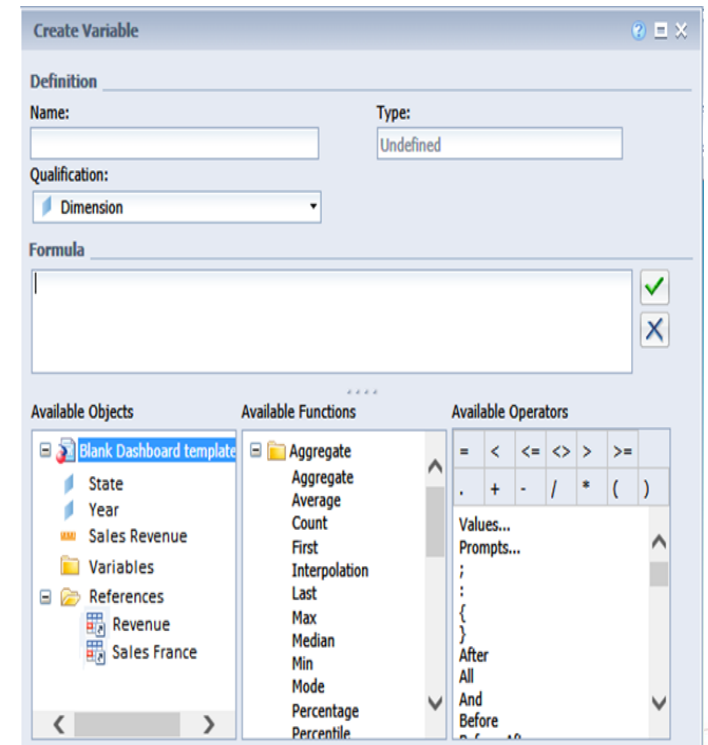 Create Variable
Definition
Name:
Type:
Undefined
Qualification:
Dimension
Formula
Available Objects
Blank Dashboard template
State
Year
Sales Revenue
Variables
References
Revenue
Sales France
Available Functions
Aggregate
Aggregate
Average
Count
First
Interpolation
Last
Max
Median
Min
Mode
Percentage
Percentile
Available Operators
= < <= <> > >=
. + - / * ( )
Values...
Prompts...
;
:
{
}
After
All
And
Before